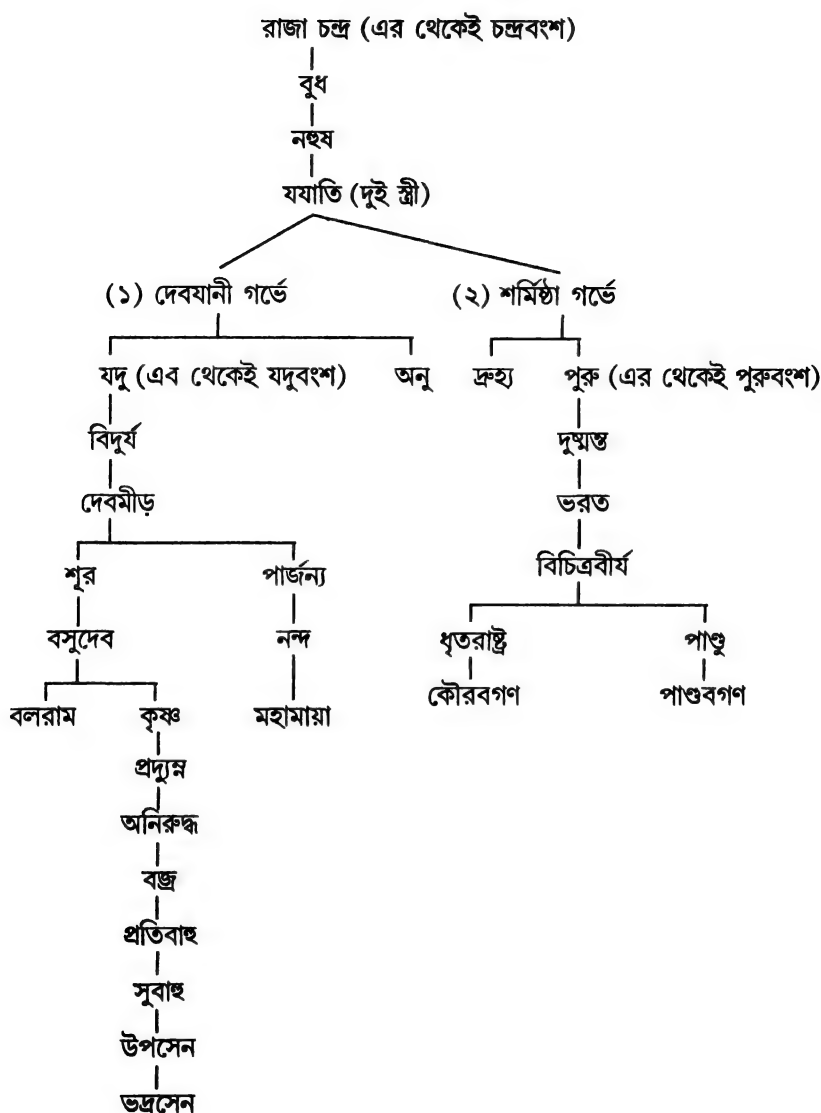 রাজা চন্দ্র (এর থেকেই চন্দ্রবংশ)
বুধ
নহুষ
যযাতি (দুই স্ত্রী)
(১) দেবযানী গর্ভে (২) শর্মিষ্ঠা গর্ভে
যদু (এব থেকেই যদুবংশ) অনু দ্রুহ্য পুরু (এর থেকেই পুরুবংশ)
বিদুর্য দুষ্মন্ত
দেবমীড় ভরত
শূর পার্জন্য বিচিত্রবীর্য
বসুদেব নন্দ ধৃতরাষ্ট্র পাণ্ডু
বলরাম কৃষ্ণ মহামায়া কৌরবগণ পাণ্ডবগণ
প্রদ্যুম্ন
অনিরুদ্ধ
বজ্র
প্রতিবাহু
সুবাহু
উপসেন
ভদ্রসেন